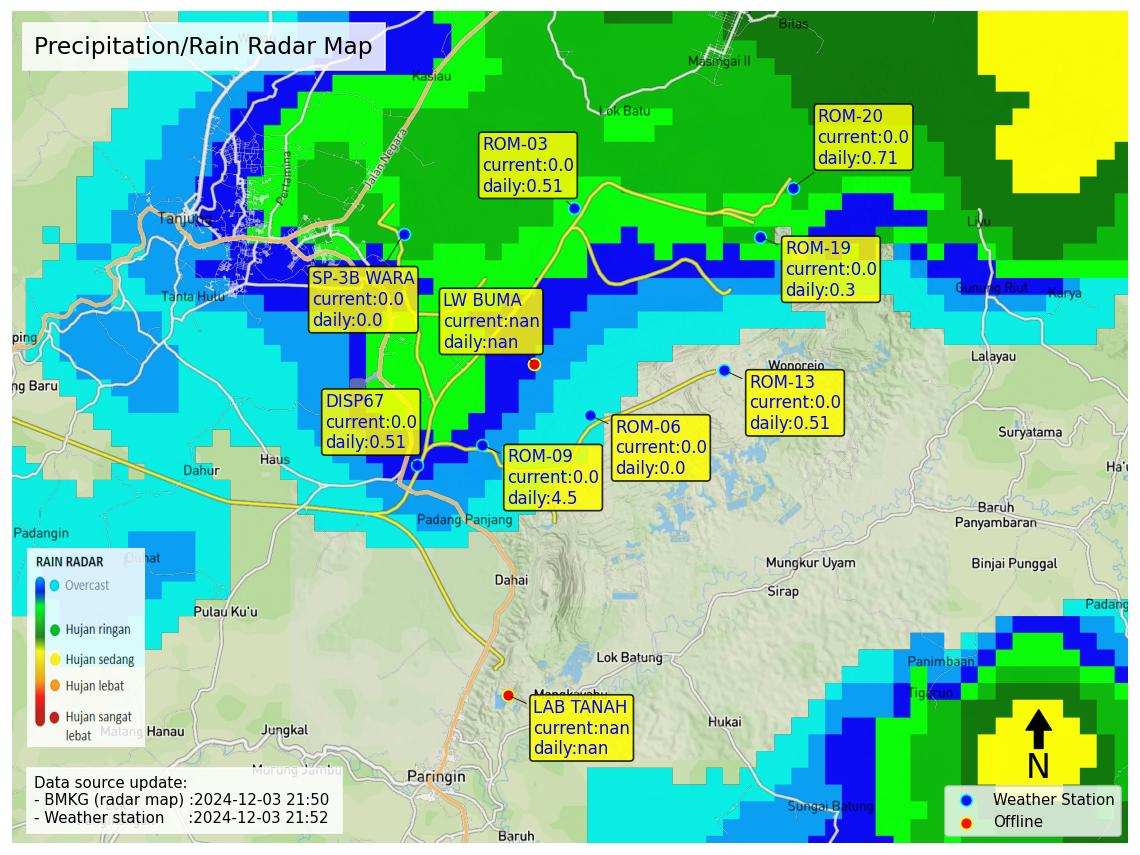 Precipitation/Rain Radar Map
Bilas
Masingai II
Kasiau
Lok Batu
ROM-20
current:0.0
daily:0.71
ROM-03
current:0.0
daily:0.51
Jalan Negara
Pertamina
Tanjung
Liyu
ROM-19
current:0.0
daily:0.3
SP-3B WARA
current:0.0
daily:0.0
LW BUMA
current:nan
daily:nan
Tanta Hulu
Gunung Riut
Karya
ping
Lalayau
Wonorejo
ng Baru
ROM-13
current:0.0
daily:0.51
DISP67
current:0.0
daily:0.51
ROM-06
current:0.0
daily:0.0
Suryatama
ROM-09
current:0.0
daily:4.5
Haus
Dahur
Ha'u
Baruh
Panyambaran
Padang Panjang
Padangin
Mungkur Uyam
Binjai Punggal
RAIN RADAR
Overcast
Hujan ringan
Hujan sedang
Hujan lebat
Hujan sangat
lebat
Dahai
Sirap
Pulau Ku'u
Padang
Lok Batung
Panimbaan
Tigarun
Mangkayahu
LAB TANAH
current:nan
daily:nan
Hukai
Matang Hanau
Jungkal
Murung Jambu
Paringin
N
Data source update:
- BMKG (radar map) :2024-12-03 21:50
- Weather station :2024-12-03 21:52
Sungai Batung
Weather Station
Offline
Baruh